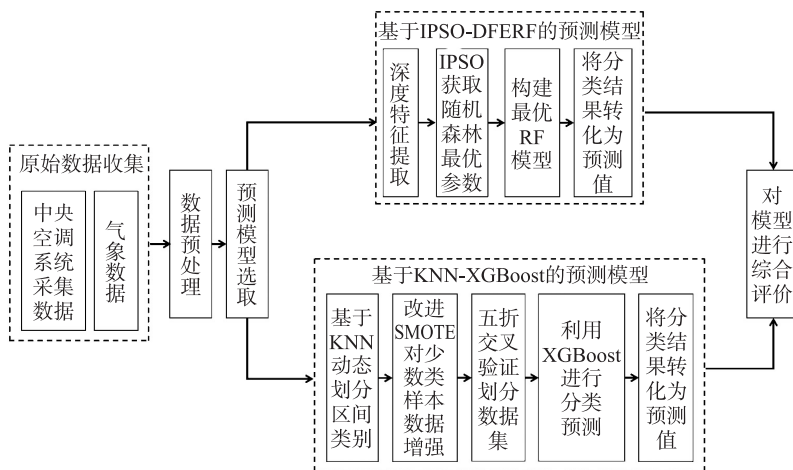 原始数据收集
中央
空调
系统
采集
数据
气象数据
数据预处理
预测模型选取
基于IPSO-DFERF的预测模型
深度特征提取
IPSO
获取
随机
森林
最优
参数
构建
最优
RF
模型
将分
类结
果转
化为
预测
值
基于KNN-XGBoost的预测模型
基于
KNN
动态
划分
区间
类别
改进
SMOTE
对少
数类
样本
数据
增强
五折
交叉
验证
划分
数据
集
利用
XGBoost
进行
分类
预测
将分
类结
果转
化为
预测
值
对
模型
进行
综合
评价